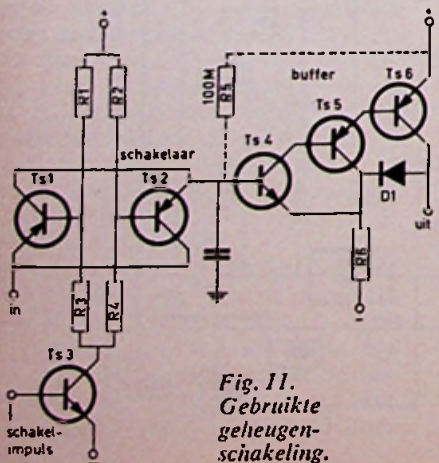 +
+
R1
R2
100M
R5
buffer
Ts4
Ts5
Ts6
schakelaar
Ts1
Ts2
D1
uit
R6
-
in
R3
R4
Ts3
schakel-
impuls
-
Fig. 11.
Gebruikte
geheugen-
schakeling.